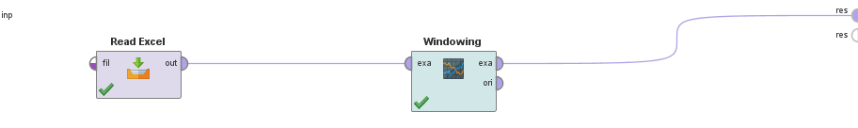 inp
res
res
Read Excel
fil
out
Windowing
exa
exa
ori